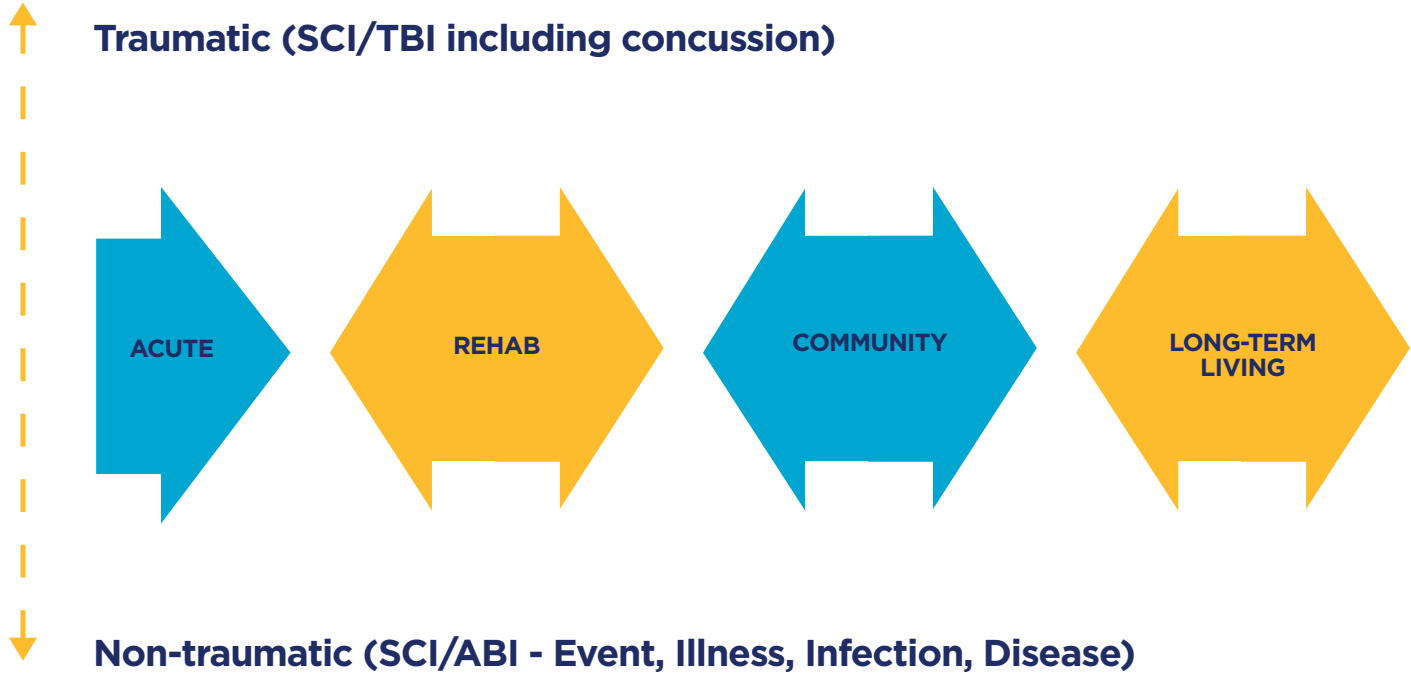 Traumatic (SCI/TBI including concussion)
ACUTE
REHAB
COMMUNITY
LONG-TERM
LIVING
Non-traumatic (SCI/ABI - Event, Illness, Infection, Disease)